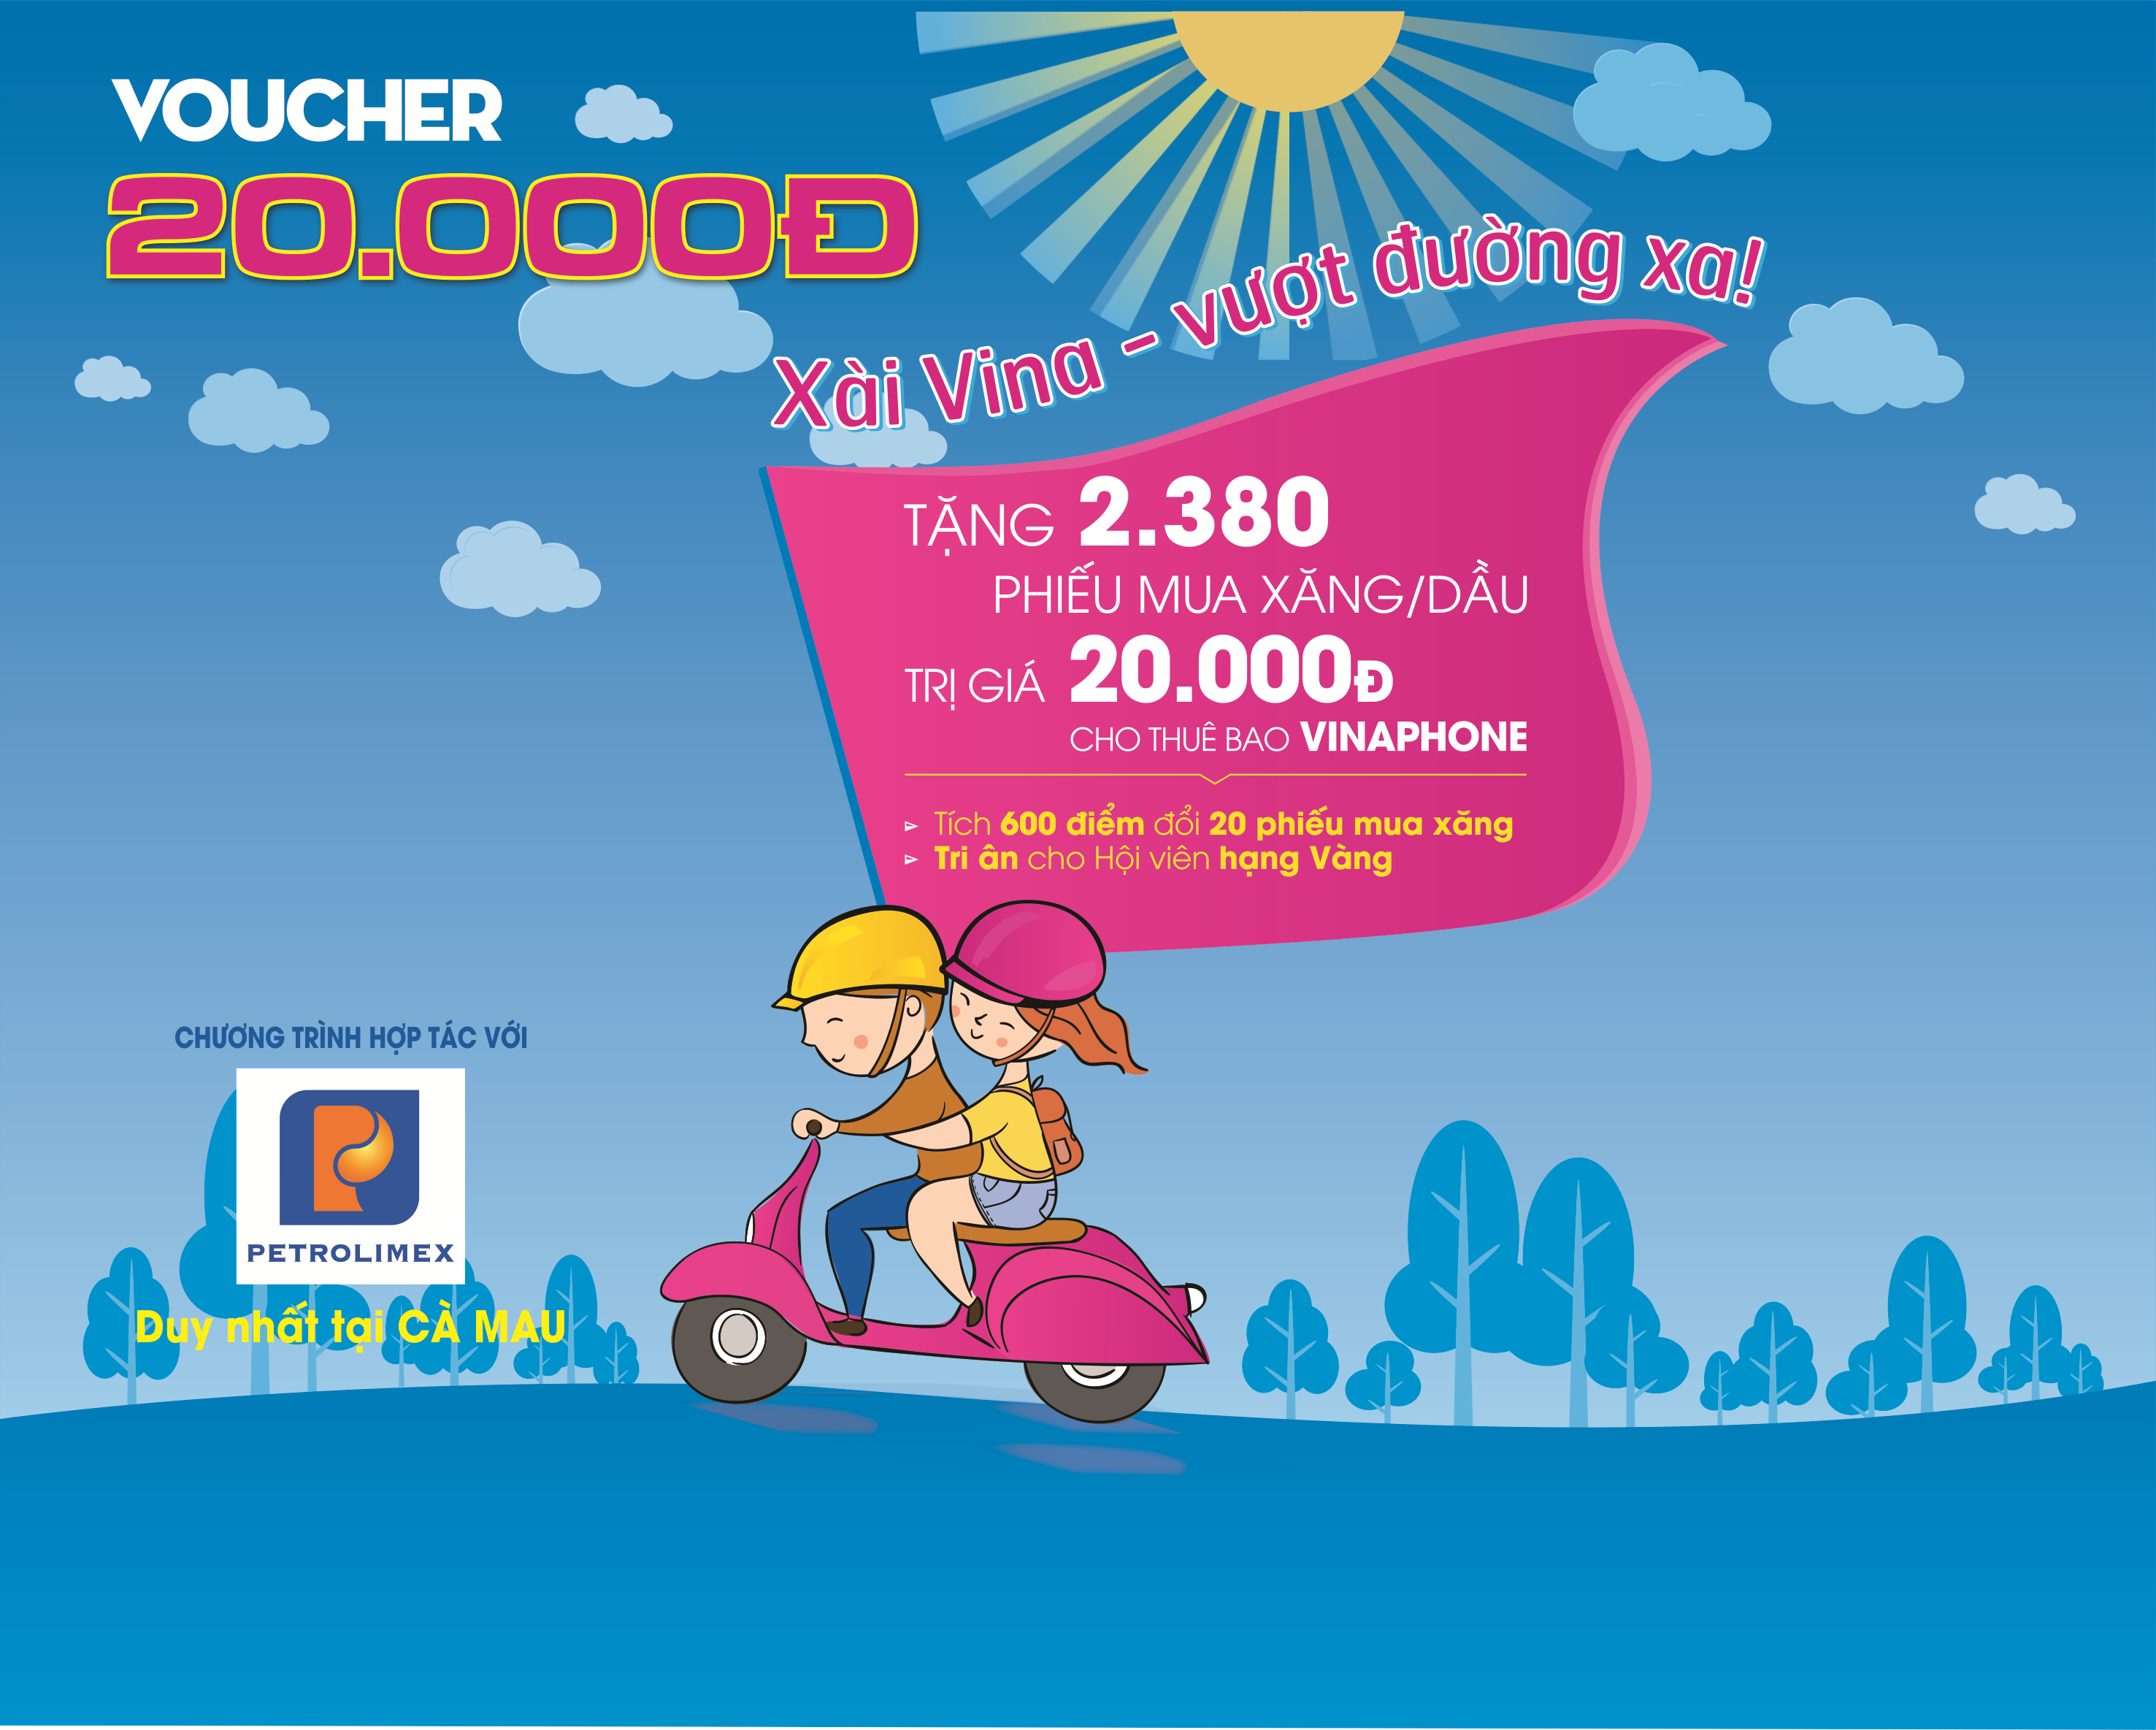 VOUCHER
20.000Đ
Xài Vina - vượt đường xa!
TẶNG 2.380
PHIẾU MUA XĂNG/DẦU
TRỊ GIÁ 20.000Đ
CHO THUÊ BAO VINAPHONE
Tích 600 điểm đổi 20 phiếu mua xăng
Tri ân cho Hội viên hạng Vàng
CHƯƠNG TRÌNH HỢP TÁC VỚI
PETROLIMEX
Duy nhất tại CÀ MAU